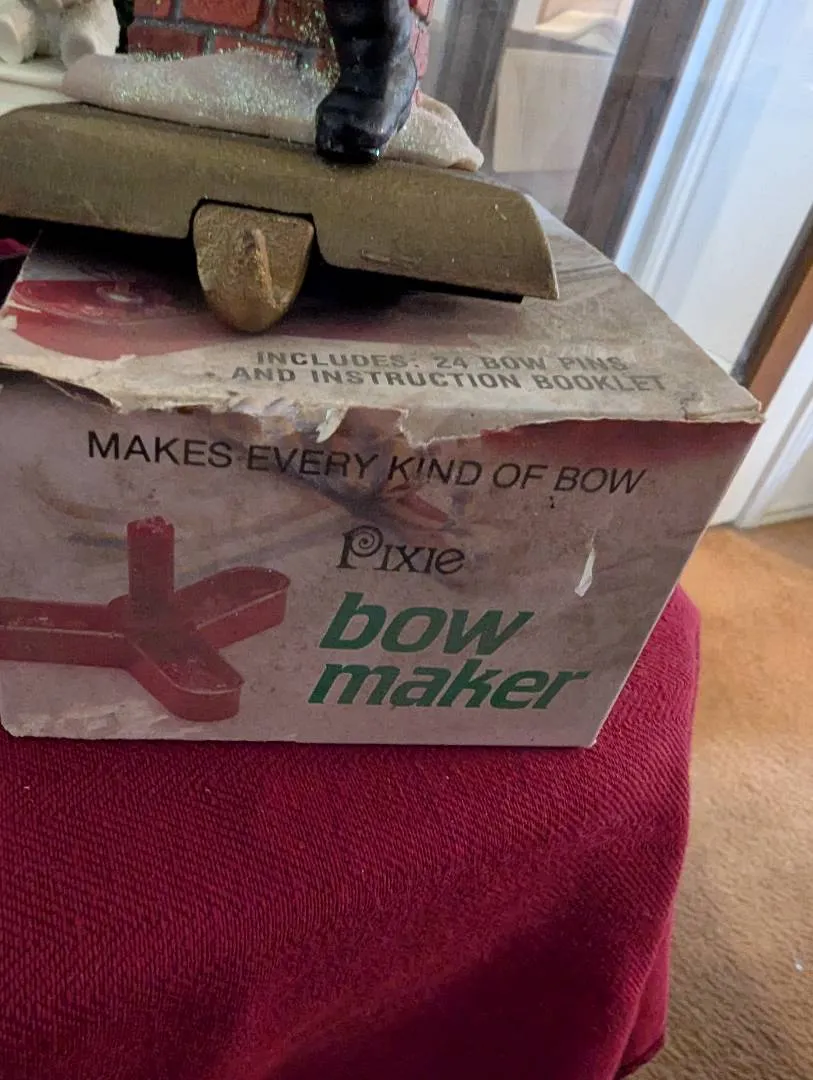 INCLUDES: 24 BOW PINS
AND INSTRUCTION BOOKLET
MAKES EVERY KIND OF BOW
Pixie
bow
maker